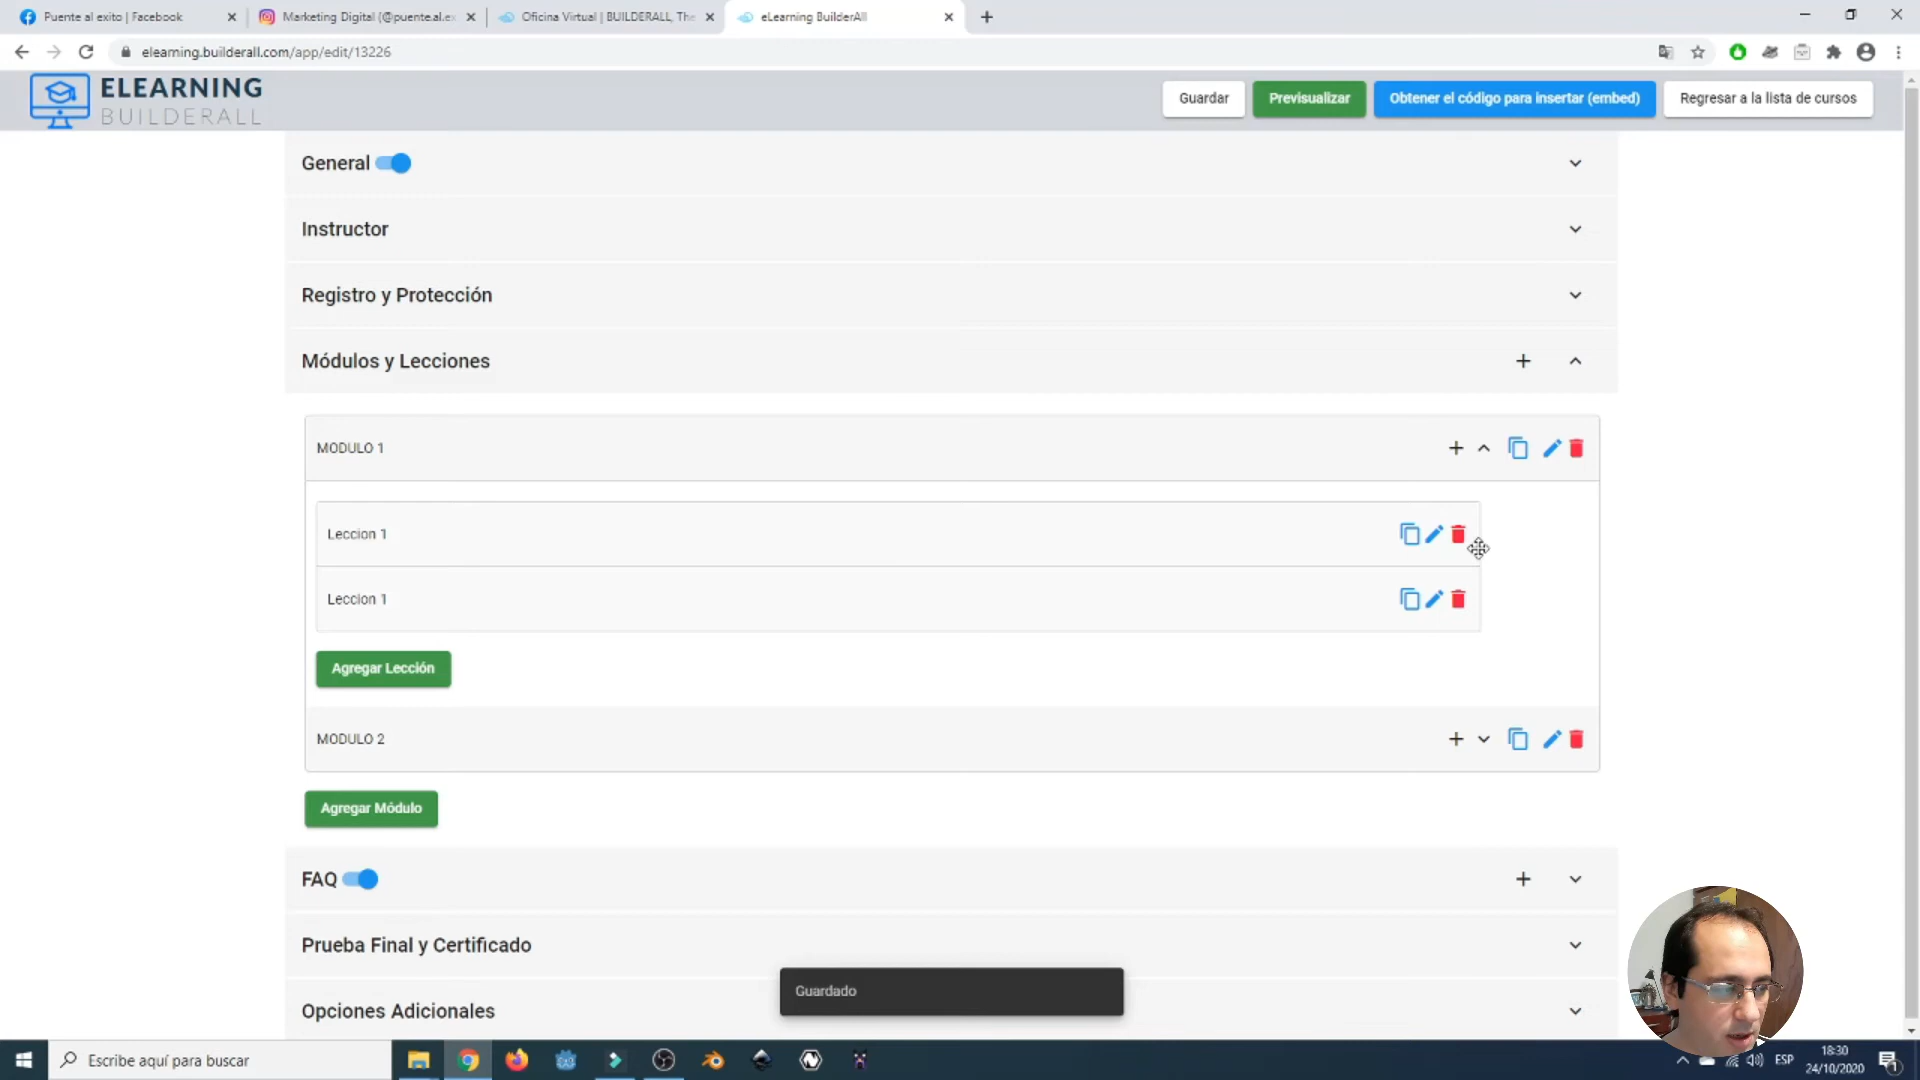 Puente al exito | Facebook
Marketing Digital (@puente.al.ex
Oficina Virtual | BUILDERALL, The
eLearning BuilderAll
elearning.builderall.com/app/edit/13226
ELEARNING
BUILDERALL
Guardar
Previsualizar
Obtener el código para insertar (embed)
Regresar a la lista de cursos
General
Instructor
Registro y Protección
Módulos y Lecciones
MODULO 1
Leccion 1
Leccion 1
Agregar Lección
MODULO 2
Agregar Módulo
FAQ
Prueba Final y Certificado
Guardado
Opciones Adicionales
Escribe aquí para buscar
ESP
18:30
24/10/2020
1